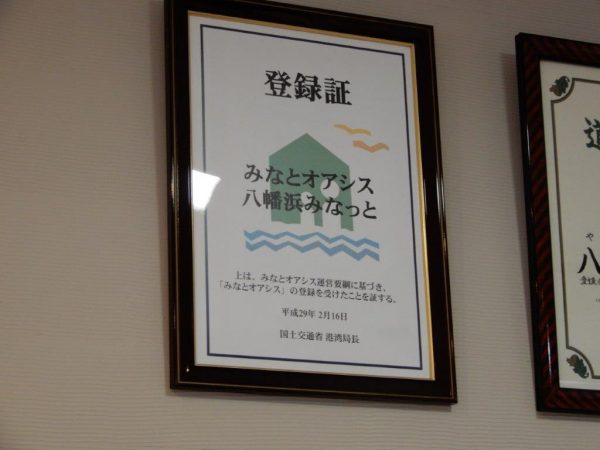 登録証
みなとオアシス
八幡浜みなっと
上は、みなとオアシス運営要綱に基づき、
「みなとオアシス」の登録を受けたことを証する。
平成29年 2月16日
国土交通省 港湾局長
や
八